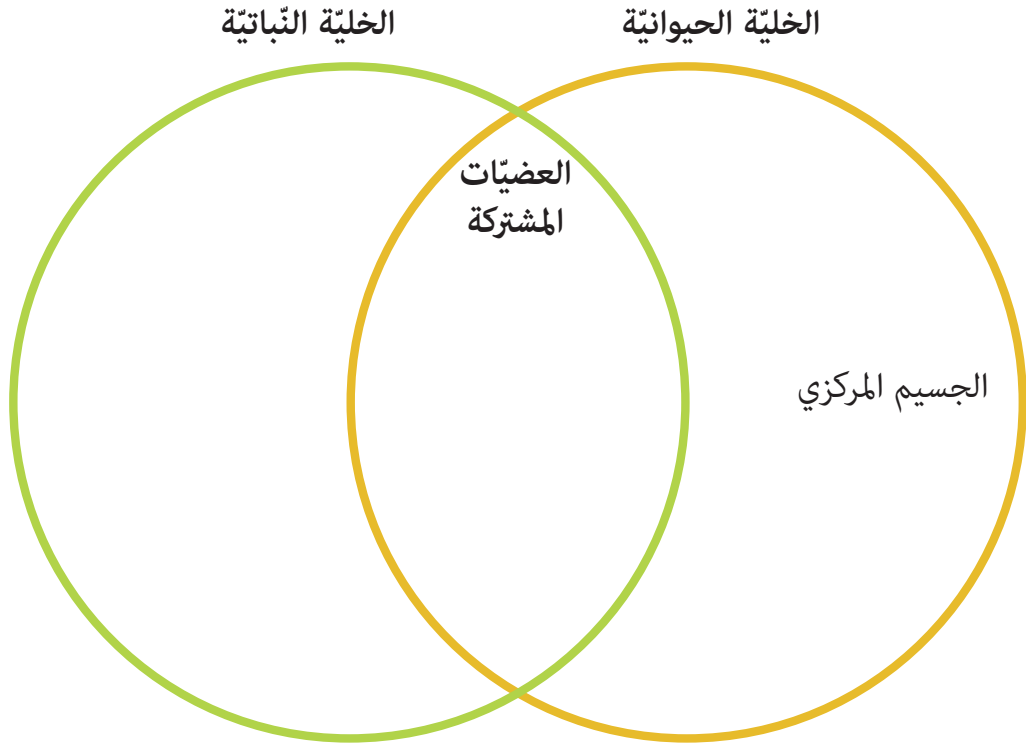 الخليّة الحيوانيّة
الخليّة النّباتيّة
العضيّات
المشتركة
الجسيم المركزي